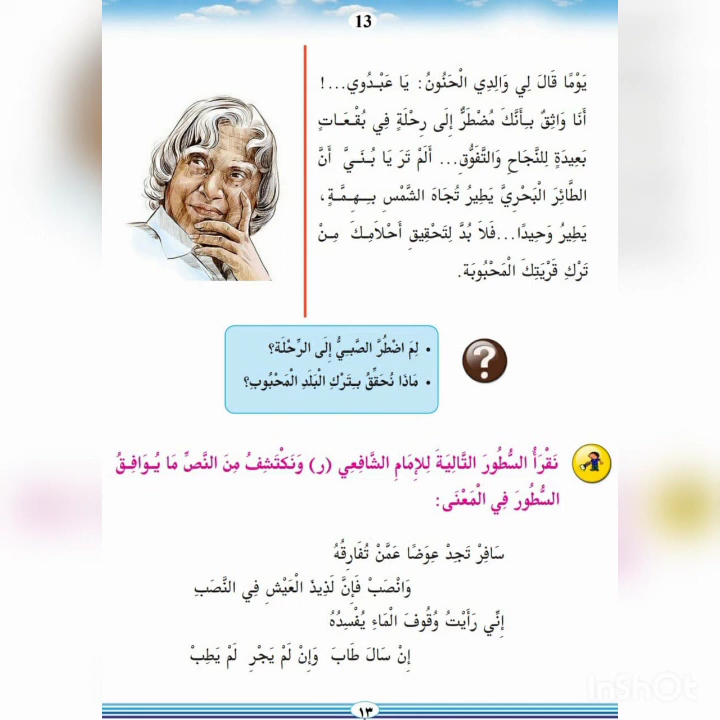 13
يَوْمًا قَالَ لِي وَالِدِي الْحَنُونُ: يَا عَبْدُوي...!
أَنَا وَاثِقٌ بِأَنَّكَ مُضْطَرٌّ إِلَى رِحْلَةٍ فِي بُقْعَاتٍ
بَعِيدَةٍ لِلنَّجَاحِ وَالتَّفَوُّقِ... أَلَمْ تَرَ يَا بُنَيَّ أَنَّ
الطَّائِرَ الْبَحْرِيَّ يَطِيرُ تُجَاهَ الشَّمْسِ بِهِمَّةٍ،
يَطِيرُ وَحِيدًا...فَلَا بُدَّ لِتَحْقِيقِ أَحْلَامِكَ مِنْ
تَرْكِ قَرْيَتِكَ الْمَحْبُوبَة.
• لِمَ اضْطُرَّ الصَّبِيُّ إِلَى الرِّحْلَة؟
• مَاذَا نُحَقِّقُ بِتَرْكِ الْبَلَدِ الْمَحْبُوبِ؟
?
نَقْرَأُ السُّطُورَ التَّالِيَةَ لِلإِمَامِ الشَّافِعِي (ر) وَنَكْتَشِفُ مِنَ النَّصِّ مَا يُوَافِقُ
السُّطُورَ فِي الْمَعْنَى:
سَافِرْ تَجِدْ عِوَضًا عَمَّنْ تُفَارِقُهُ
وَانْصَبْ فَإِنَّ لَذِيذَ الْعَيْشِ فِي النَّصَبِ
إِنِّي رَأَيْتُ وُقُوفَ الْمَاءِ يُفْسِدُهُ
إِنْ سَالَ طَابَ وَإِنْ لَمْ يَجْرِ لَمْ يَطِبْ
InShOt
١٣